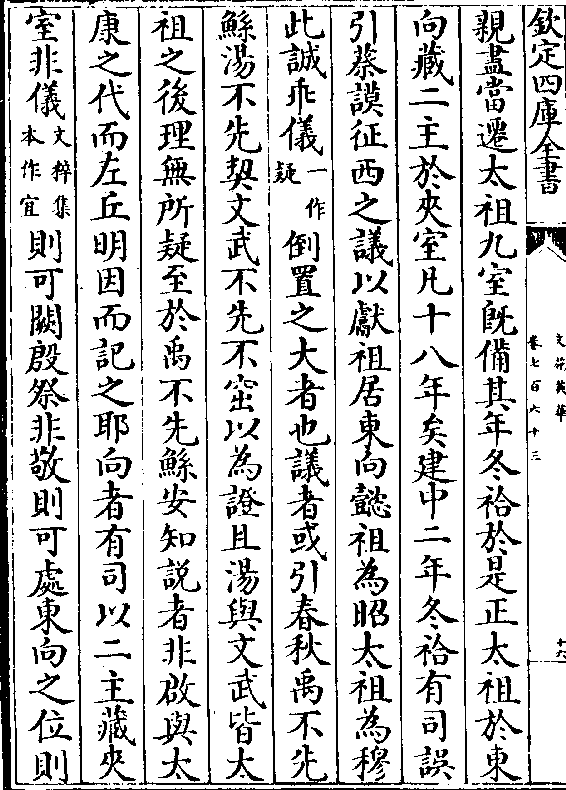 欽定四庫全書
文苑英華
卷七百六十三
十六
親盡當遷太祖九室既備其年冬祫於是正太祖於東
向藏二主於夾室凡十八年矣建中二年冬祫有司誤
引蔡謨征西之議以獻祖居東向懿祖為昭太祖為穆
此誠乖儀一作疑倒置之大者也議者或引春秋禹不先
鯀湯不先契文武不先不窋以為證且湯與文武皆太
祖之後理無所疑至於禹不先鯀安知說者非啟與太
康之代而左丘明因而記之耶向者有司以二主藏夾
室非儀文粹集本作宜則可闕殷祭非敬則可處東向之位則